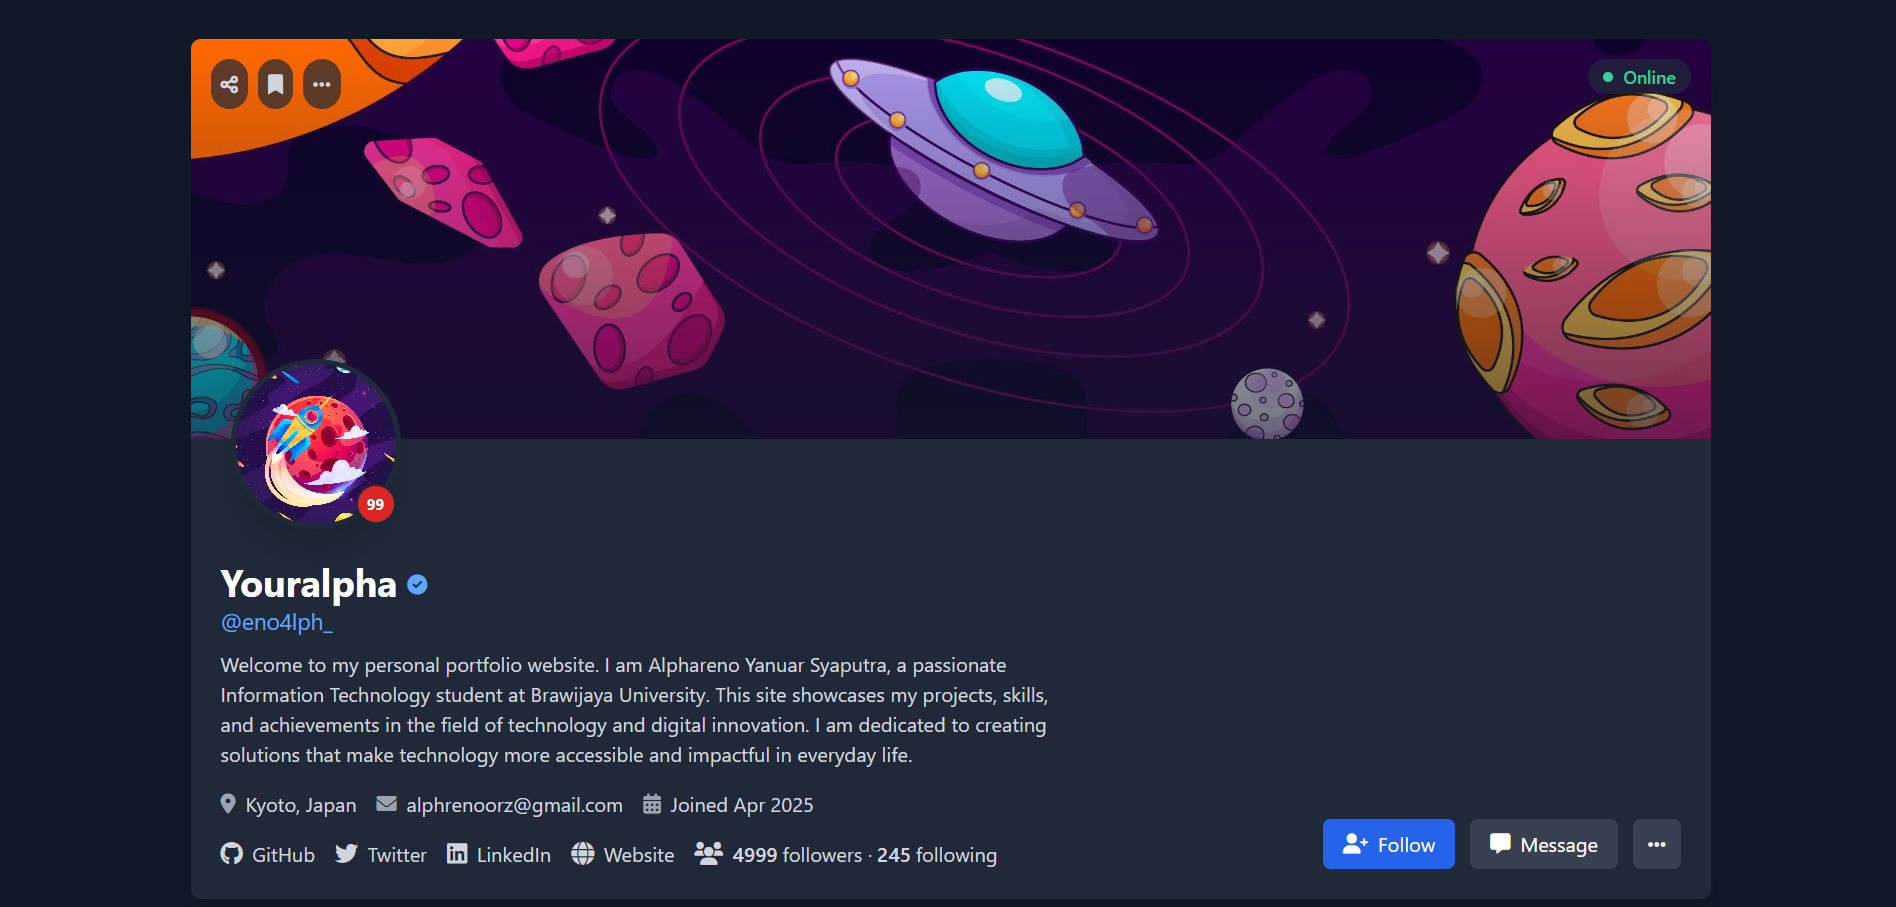 Online
99
Youralpha
@eno4lph_
Welcome to my personal portfolio website. I am Alphareno Yanuar Syaputra, a passionate
Information Technology student at Brawijaya University. This site showcases my projects, skills,
and achievements in the field of technology and digital innovation. I am dedicated to creating
solutions that make technology more accessible and impactful in everyday life.
Kyoto, Japan alphrenoorz@gmail.com Joined Apr 2025
GitHub Twitter LinkedIn Website 4999 followers · 245 following
Follow Message